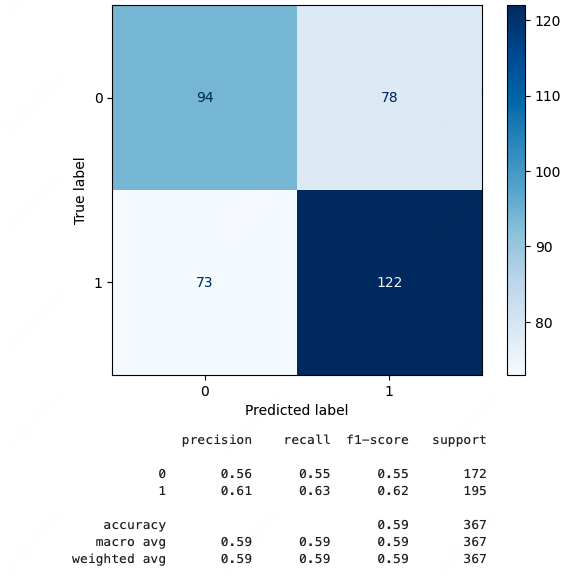 120
0 94 78 110
100
True label
90
1 73 122
80
0 1
Predicted label
precision recall f1-score support
0 0.56 0.55 0.55 172
1 0.61 0.63 0.62 195
accuracy 0.59 367
macro avg 0.59 0.59 0.59 367
weighted avg 0.59 0.59 0.59 367